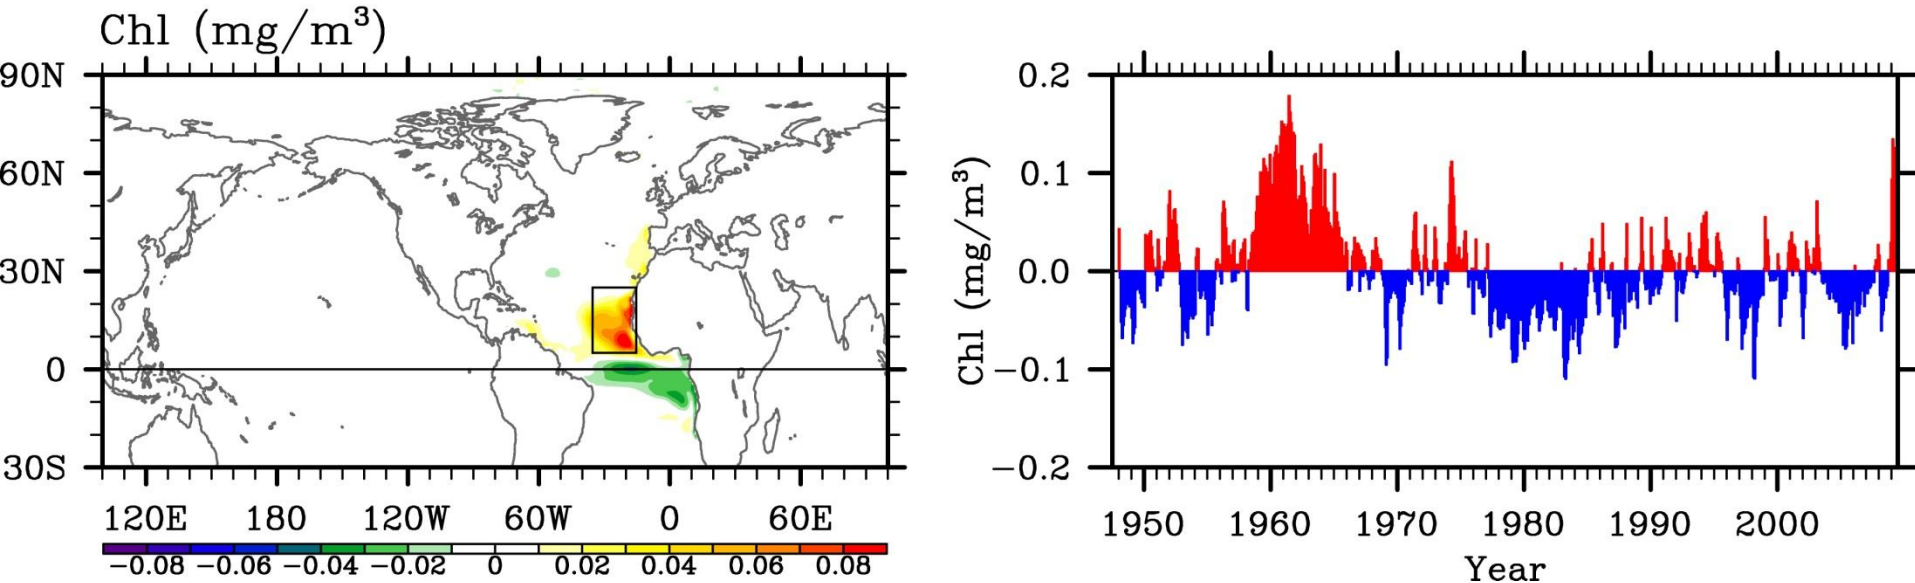 Chl (mg/m³)
90N
60N
30N
0
30S
120E 180 120W 60W 0 60E
−0.08 −0.06 −0.04 −0.02 0 0.02 0.04 0.06 0.08
Chl (mg/m³)
0.2
0.1
0.0
−0.1
−0.2
1950 1960 1970 1980 1990 2000
Year